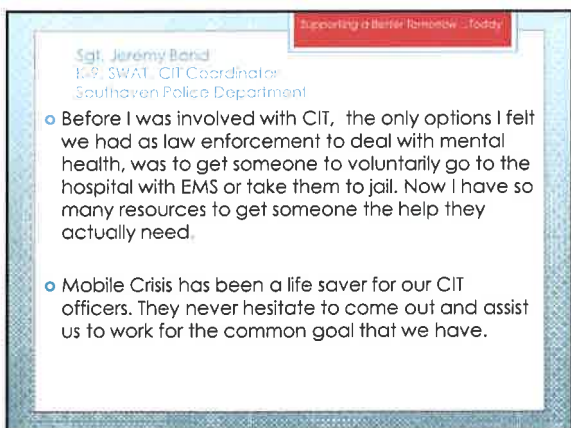 Supporting a Better Tomorrow...Today
Sgt. Jeremy Bond
K-9, SWAT, CIT Coordinator
Southaven Police Department
Before I was involved with CIT, the only options I felt
we had as law enforcement to deal with mental
health, was to get someone to voluntarily go to the
hospital with EMS or take them to jail. Now I have so
many resources to get someone the help they
actually need.
Mobile Crisis has been a life saver for our CIT
officers. They never hesitate to come out and assist
us to work for the common goal that we have.